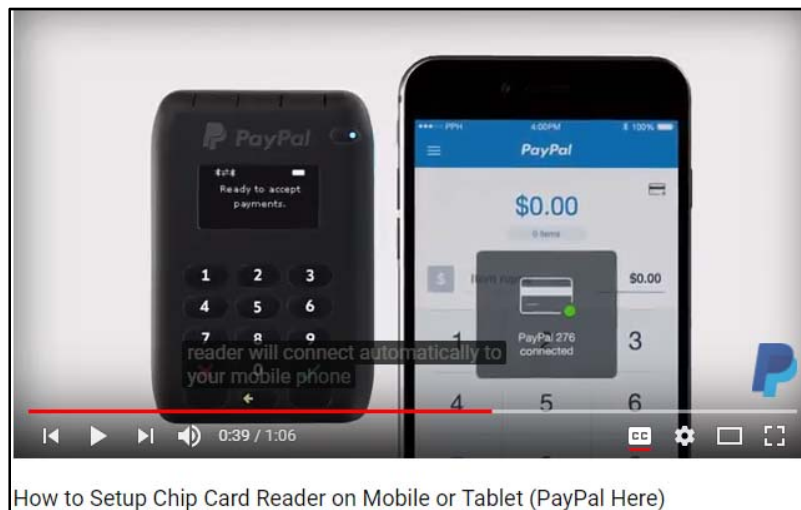 PayPal
Ready to accept
payments.
1 2 3
4 5 6
7 8 9
0
PPH 4:00PM 100%
PayPal
$0.00
0 items
$ Item name $0.00
PayPal 276
connected
1 2 3
4 5 6
reader will connect automatically to
your mobile phone
0:39 / 1:06
CC
How to Setup Chip Card Reader on Mobile or Tablet (PayPal Here)